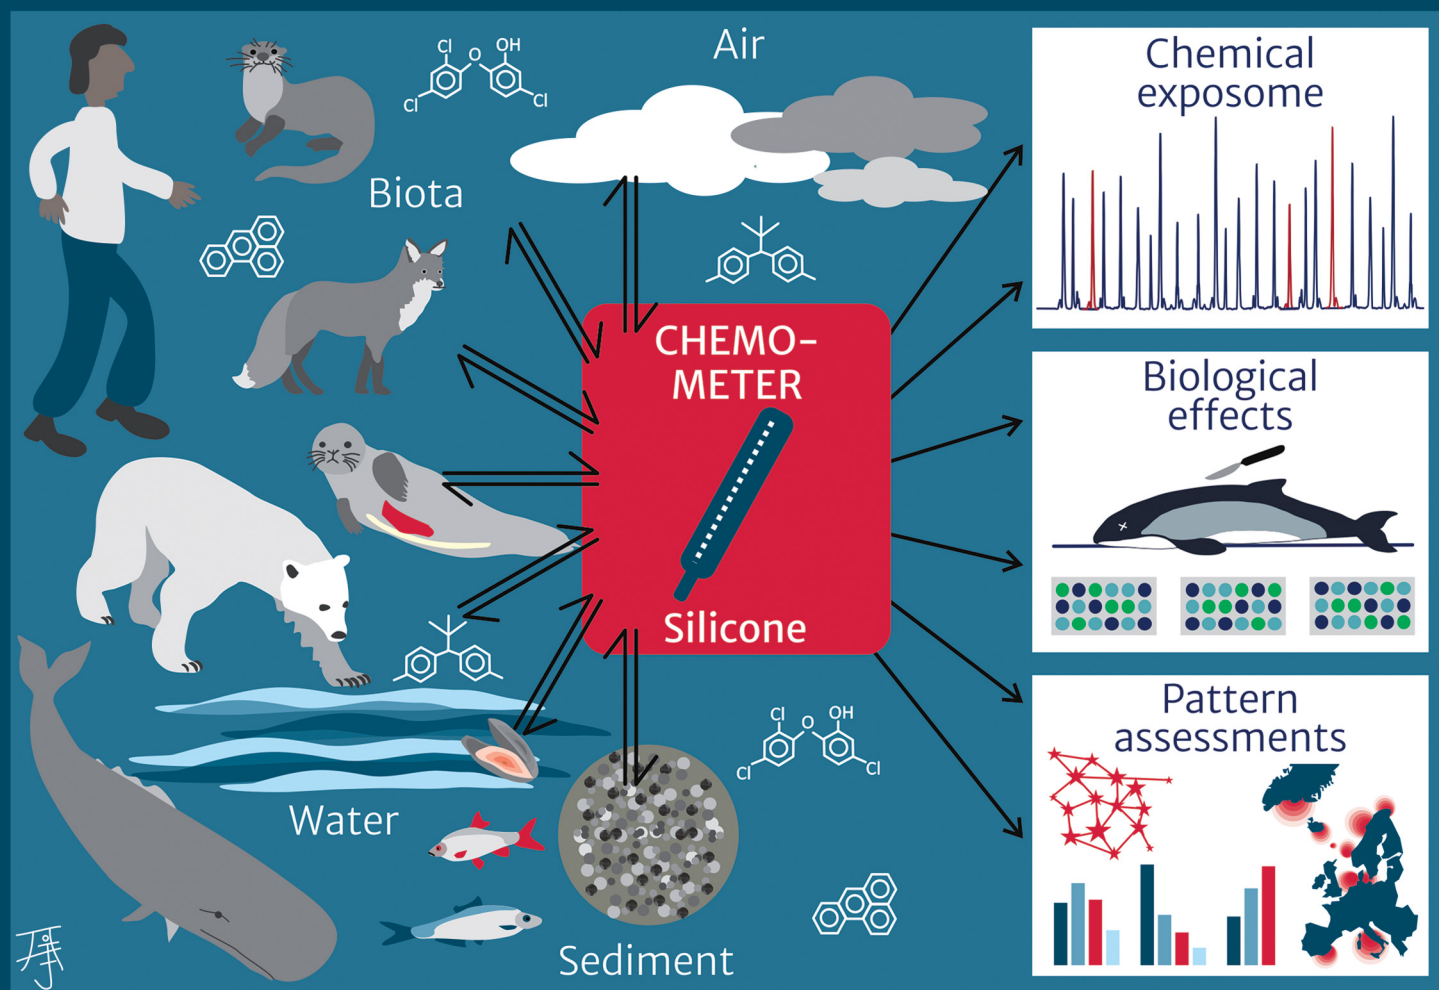 Air
Cl
O
OH
Cl
Cl
Biota
CHEMO-
METER
Silicone
Water
Sediment
Cl
O
OH
Cl
Cl
Chemical
exposome
Biological
effects
Pattern
assessments